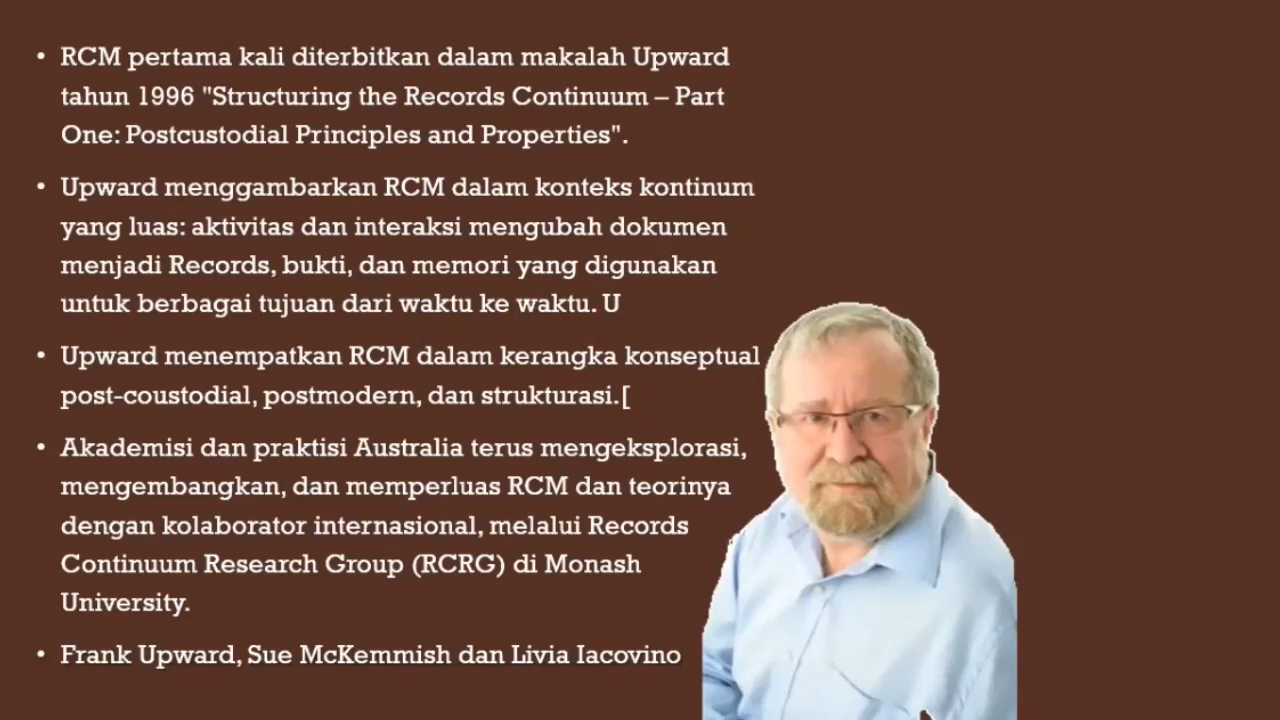 • RCM pertama kali diterbitkan dalam makalah Upward
tahun 1996 "Structuring the Records Continuum – Part
One: Postcustodial Principles and Properties".
• Upward menggambarkan RCM dalam konteks kontinum
yang luas: aktivitas dan interaksi mengubah dokumen
menjadi Records, bukti, dan memori yang digunakan
untuk berbagai tujuan dari waktu ke waktu. U
• Upward menempatkan RCM dalam kerangka konseptual
post-coustodial, postmodern, dan strukturasi.[
• Akademisi dan praktisi Australia terus mengeksplorasi,
mengembangkan, dan memperluas RCM dan teorinya
dengan kolaborator internasional, melalui Records
Continuum Research Group (RCRG) di Monash
University.
• Frank Upward, Sue McKemmish dan Livia Iacovino